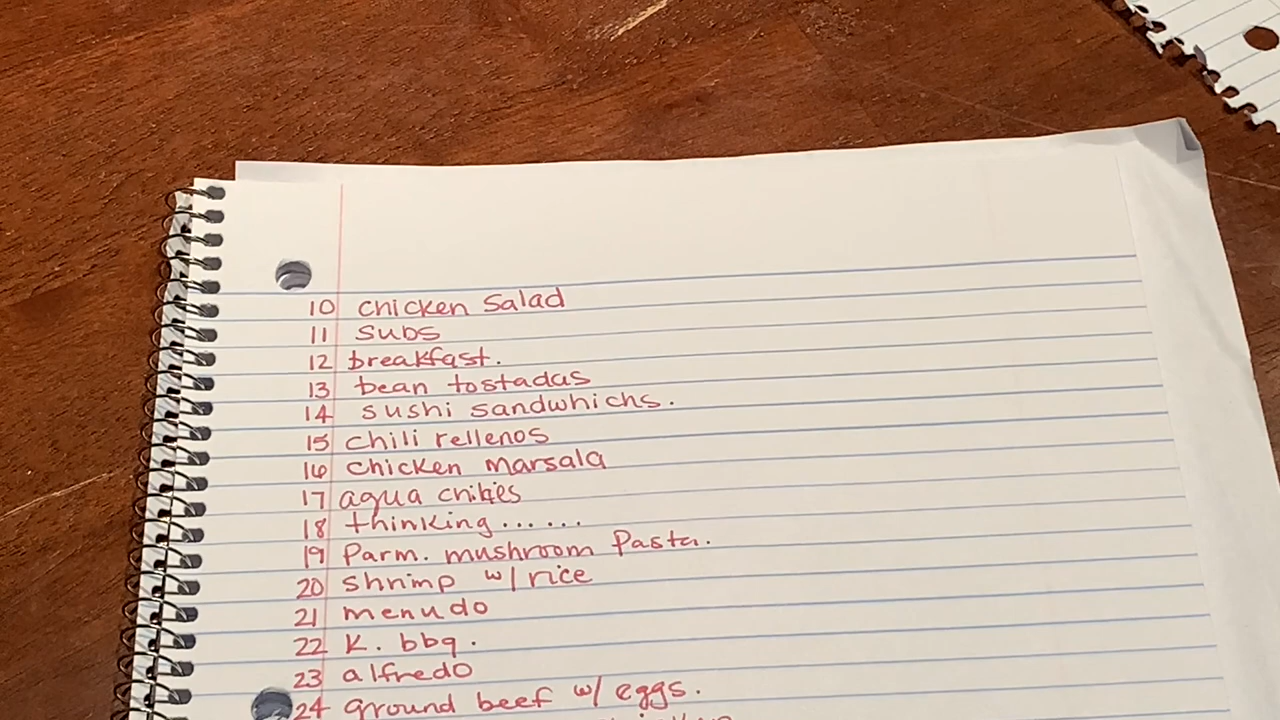 10 chicken Salad
11 subs
12 breakfast.
13 bean tostadas
14 sushi sandwhichs.
15 chili rellenos
16 chicken marsala
17 agua chiles
18 thinking......
19 Parm. mushroom Pasta.
20 shrimp w/ rice
21 menudo
22 K. bbq.
23 alfredo
24 ground beef w/ eggs.